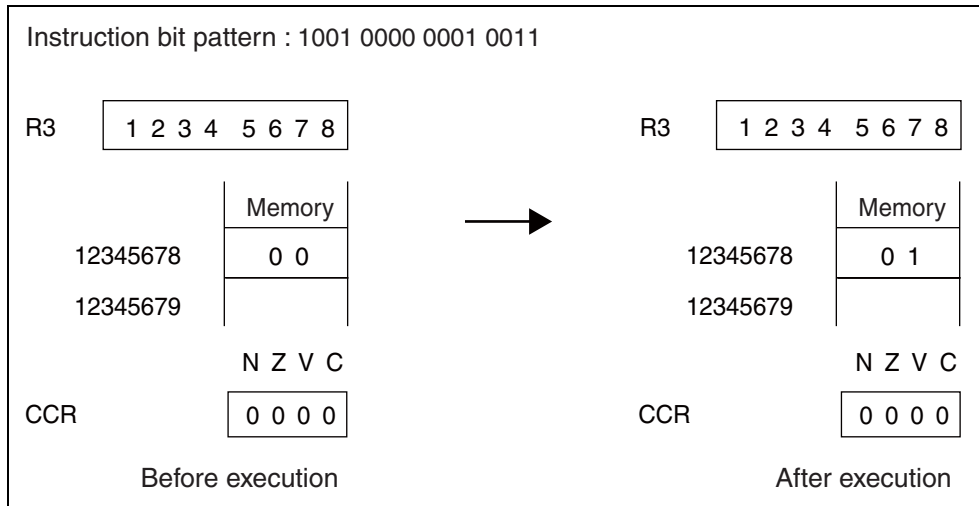 Instruction bit pattern : 1001 0000 0001 0011
R3 1 2 3 4 5 6 7 8 R3 1 2 3 4 5 6 7 8
Memory Memory
12345678 0 0 12345678 0 1
12345679 12345679
N Z V C N Z V C
CCR 0 0 0 0 CCR 0 0 0 0
Before execution After execution